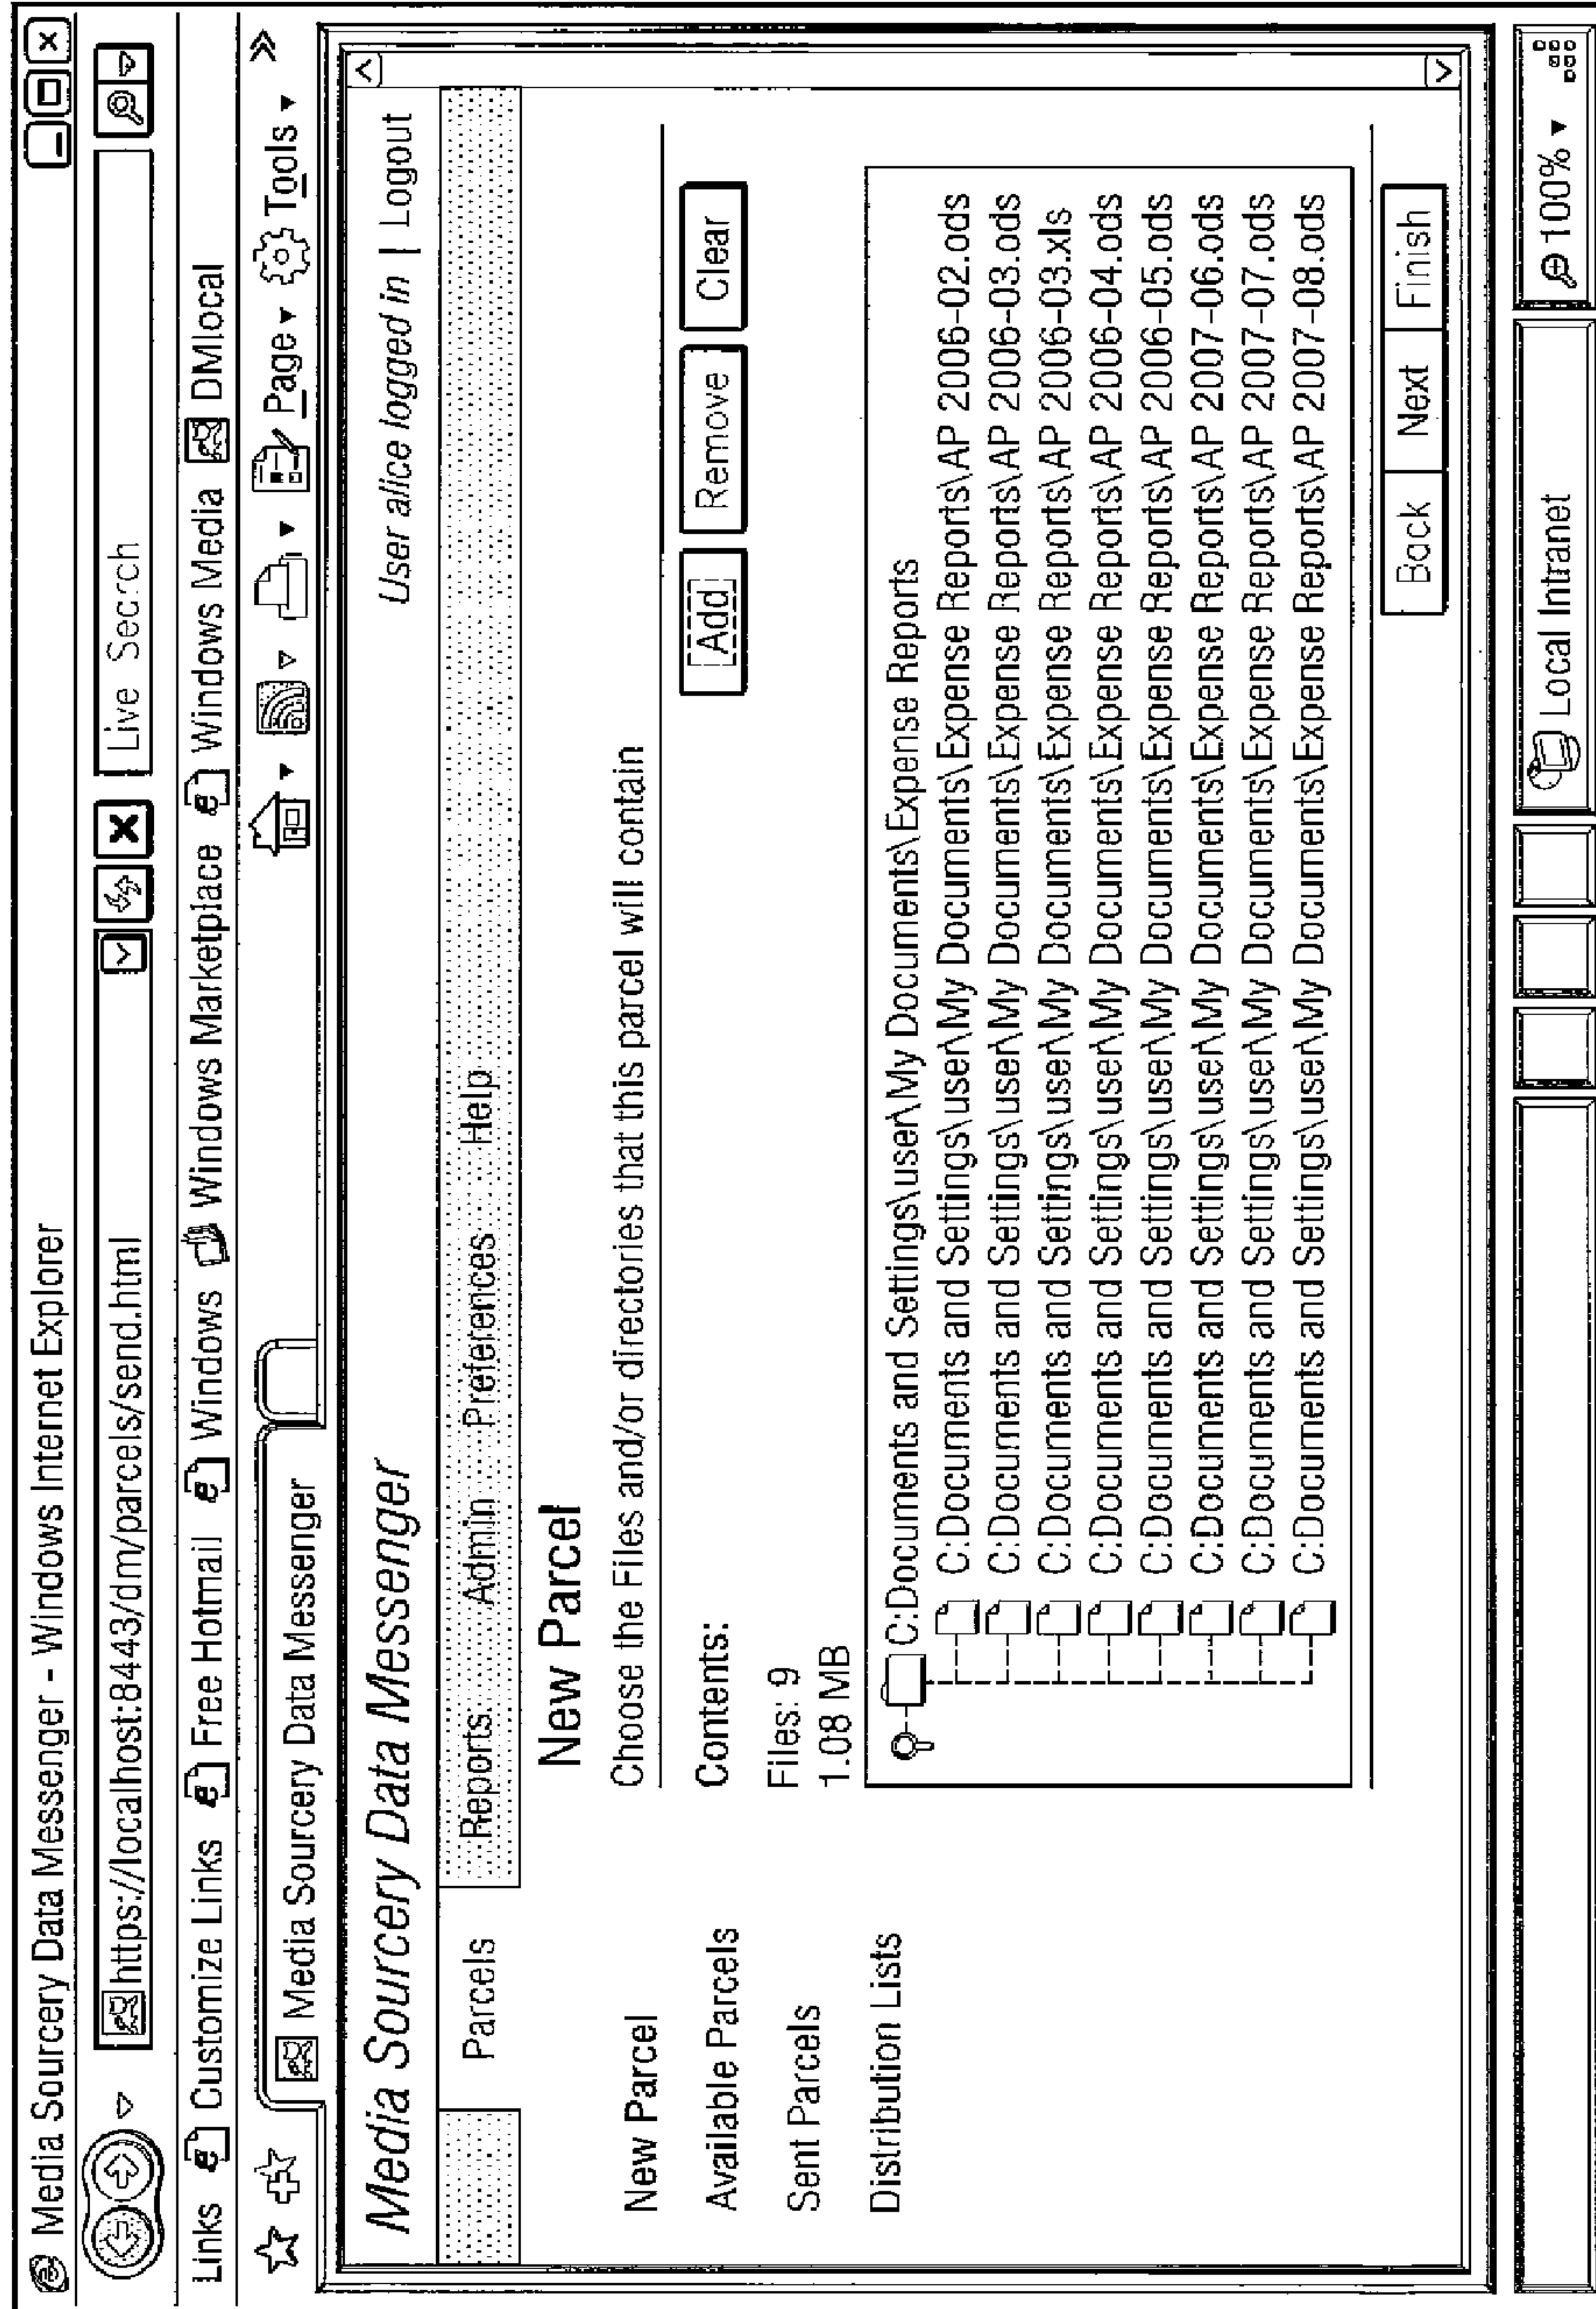 Media Sourcery Data Messenger - Windows Internet Explorer
https://localhost:8443/dm/parcels/send.html
Live Search
Links Customize Links Free Hotmail Windows Windows Marketplace Windows Media DMlocal
Media Sourcery Data Messenger
Page Tools
Media Sourcery Data Messenger
User alice logged in | Logout
Parcels Reports Admin Preferences Help
New Parcel
Available Parcels
Sent Parcels
Distribution Lists
New Parcel
Choose the Files and/or directories that this parcel will contain
Contents:
Add Remove Clear
Files: 9
1.08 MB
C:Documents and Settings\user\My Documents\Expense Reports
C:Documents and Settings\user\My Documents\Expense Reports\AP 2006-02.ods
C:Documents and Settings\user\My Documents\Expense Reports\AP 2006-03.ods
C:Documents and Settings\user\My Documents\Expense Reports\AP 2006-03.xls
C:Documents and Settings\user\My Documents\Expense Reports\AP 2006-04.ods
C:Documents and Settings\user\My Documents\Expense Reports\AP 2006-05.ods
C:Documents and Settings\user\My Documents\Expense Reports\AP 2007-06.ods
C:Documents and Settings\user\My Documents\Expense Reports\AP 2007-07.ods
C:Documents and Settings\user\My Documents\Expense Reports\AP 2007-08.ods
Back Next Finish
Local Intranet
100%